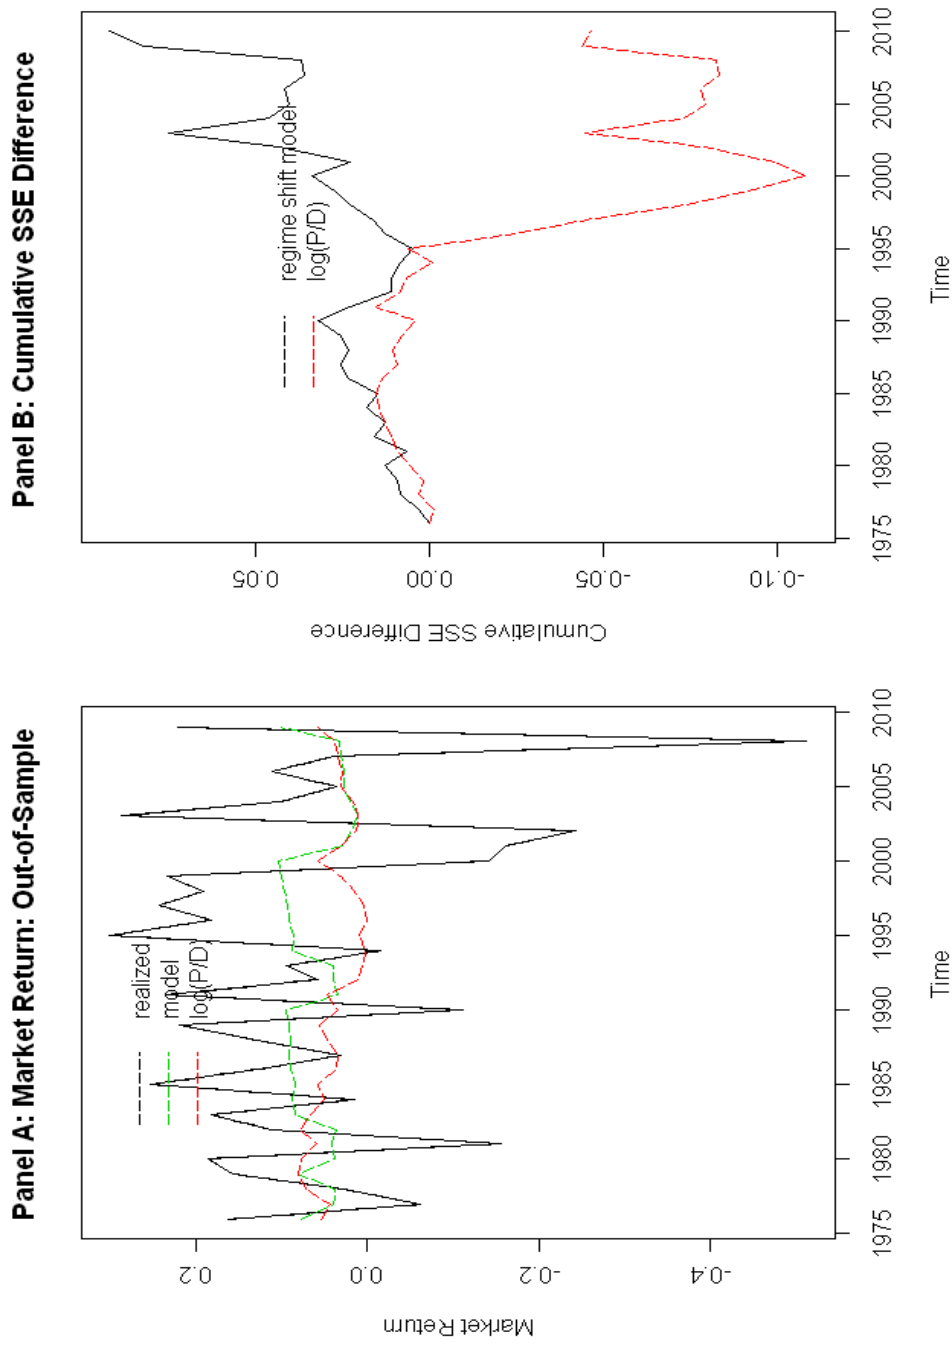 Panel A: Market Return: Out-of-Sample
Market Return
0.2
0.0
-0.2
-0.4
realized
model
log(P/D)
1975
1980
1985
1990
1995
2000
2005
2010
Time
Panel B: Cumulative SSE Difference
Cumulative SSE Difference
0.05
0.00
-0.05
-0.10
regime shift model
log(P/D)
1975
1980
1985
1990
1995
2000
2005
2010
Time